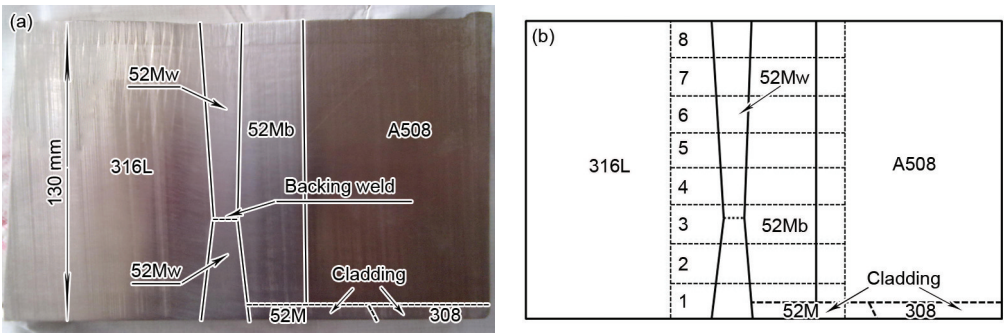 (a)
52Mw
52Mb
A508
130 mm
316L
Backing weld
52Mw
Cladding
52M
308
(b)
8
7
52Mw
6
5
316L
A508
4
3
52Mb
2
Cladding
1
52M
308